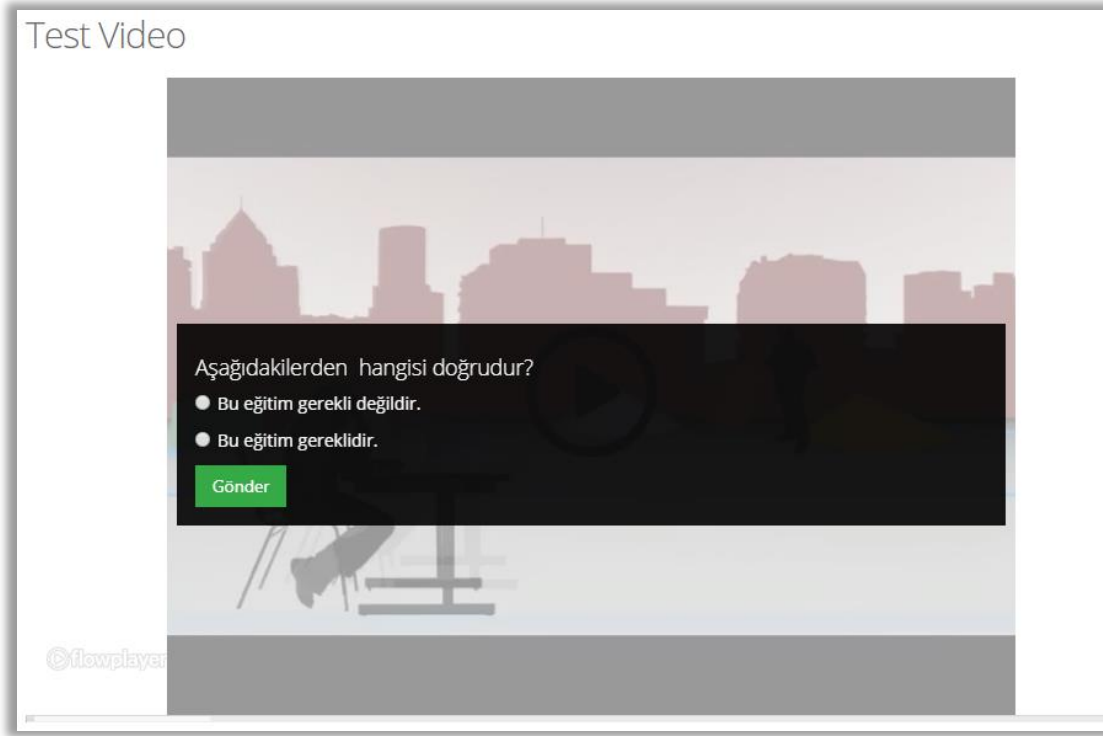 Test Video
Aşağıdakilerden hangisi doğrudur?
Bu eğitim gerekli değildir.
Bu eğitim gereklidir.
Gönder
flowplayer